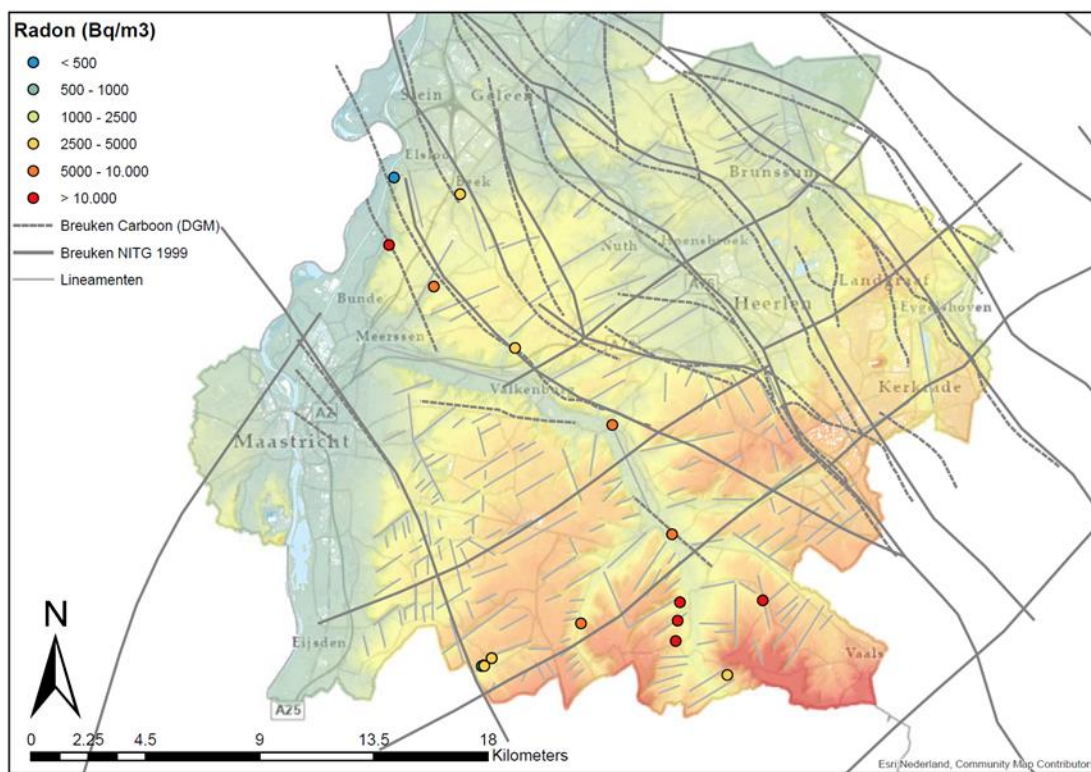 Radon (Bq/m3)
< 500
500 - 1000
1000 - 2500
2500 - 5000
5000 - 10.000
> 10.000
Breuken Carboon (DGM)
Breuken NITG 1999
Lineamenten
Stein
Geleen
Elsloo
Beek
Brunssum
Nuth
Hoensbroek
Landgraaf
Bunde
Heerlen
Eygelshoven
Meerssen
Valkenburg
Kerkrade
A2
Maastricht
N
Eijsden
Vaals
A25
0 2.25 4.5 9 13.5 18
Kilometers
Esri Nederland, Community Map Contributors